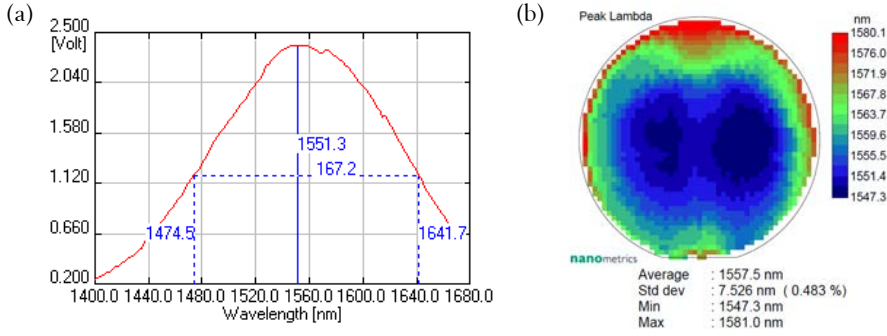 (a)
2.500
[Volt]
2.040
1.580
1.120
0.660
0.200
1551.3
167.2
1474.5
1641.7
1400.0 1440.0 1480.0 1520.0 1560.0 1600.0 1640.0 1680.0
Wavelength [nm]
(b)
Peak Lambda
nm
1580.1
1576.0
1571.9
1567.8
1563.7
1559.6
1555.5
1551.4
1547.3
nanometrics
Average : 1557.5 nm
Std dev : 7.526 nm ( 0.483 %)
Min : 1547.3 nm
Max : 1581.0 nm